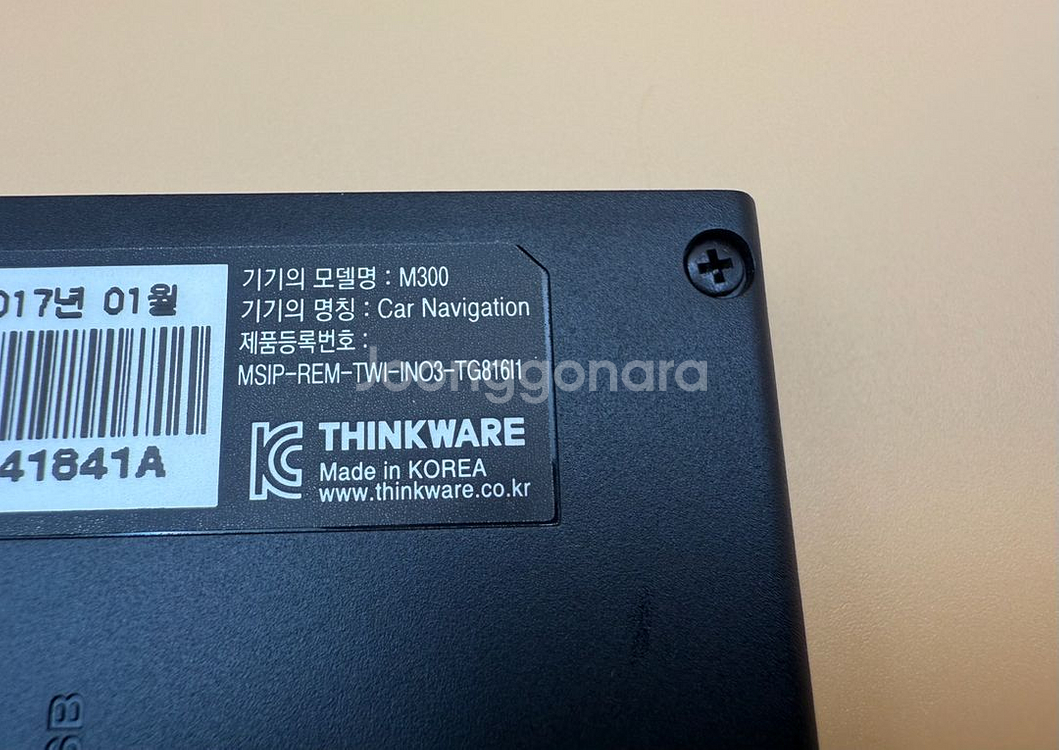 017년 01월
41841A
기기의 모델명 : M300
기기의 명칭 : Car Navigation
제품등록번호 :
MSIP-REM-TWI-INO3-TG816I1
THINKWARE
Made in KOREA
www.thinkware.co.kr
Joonggonara